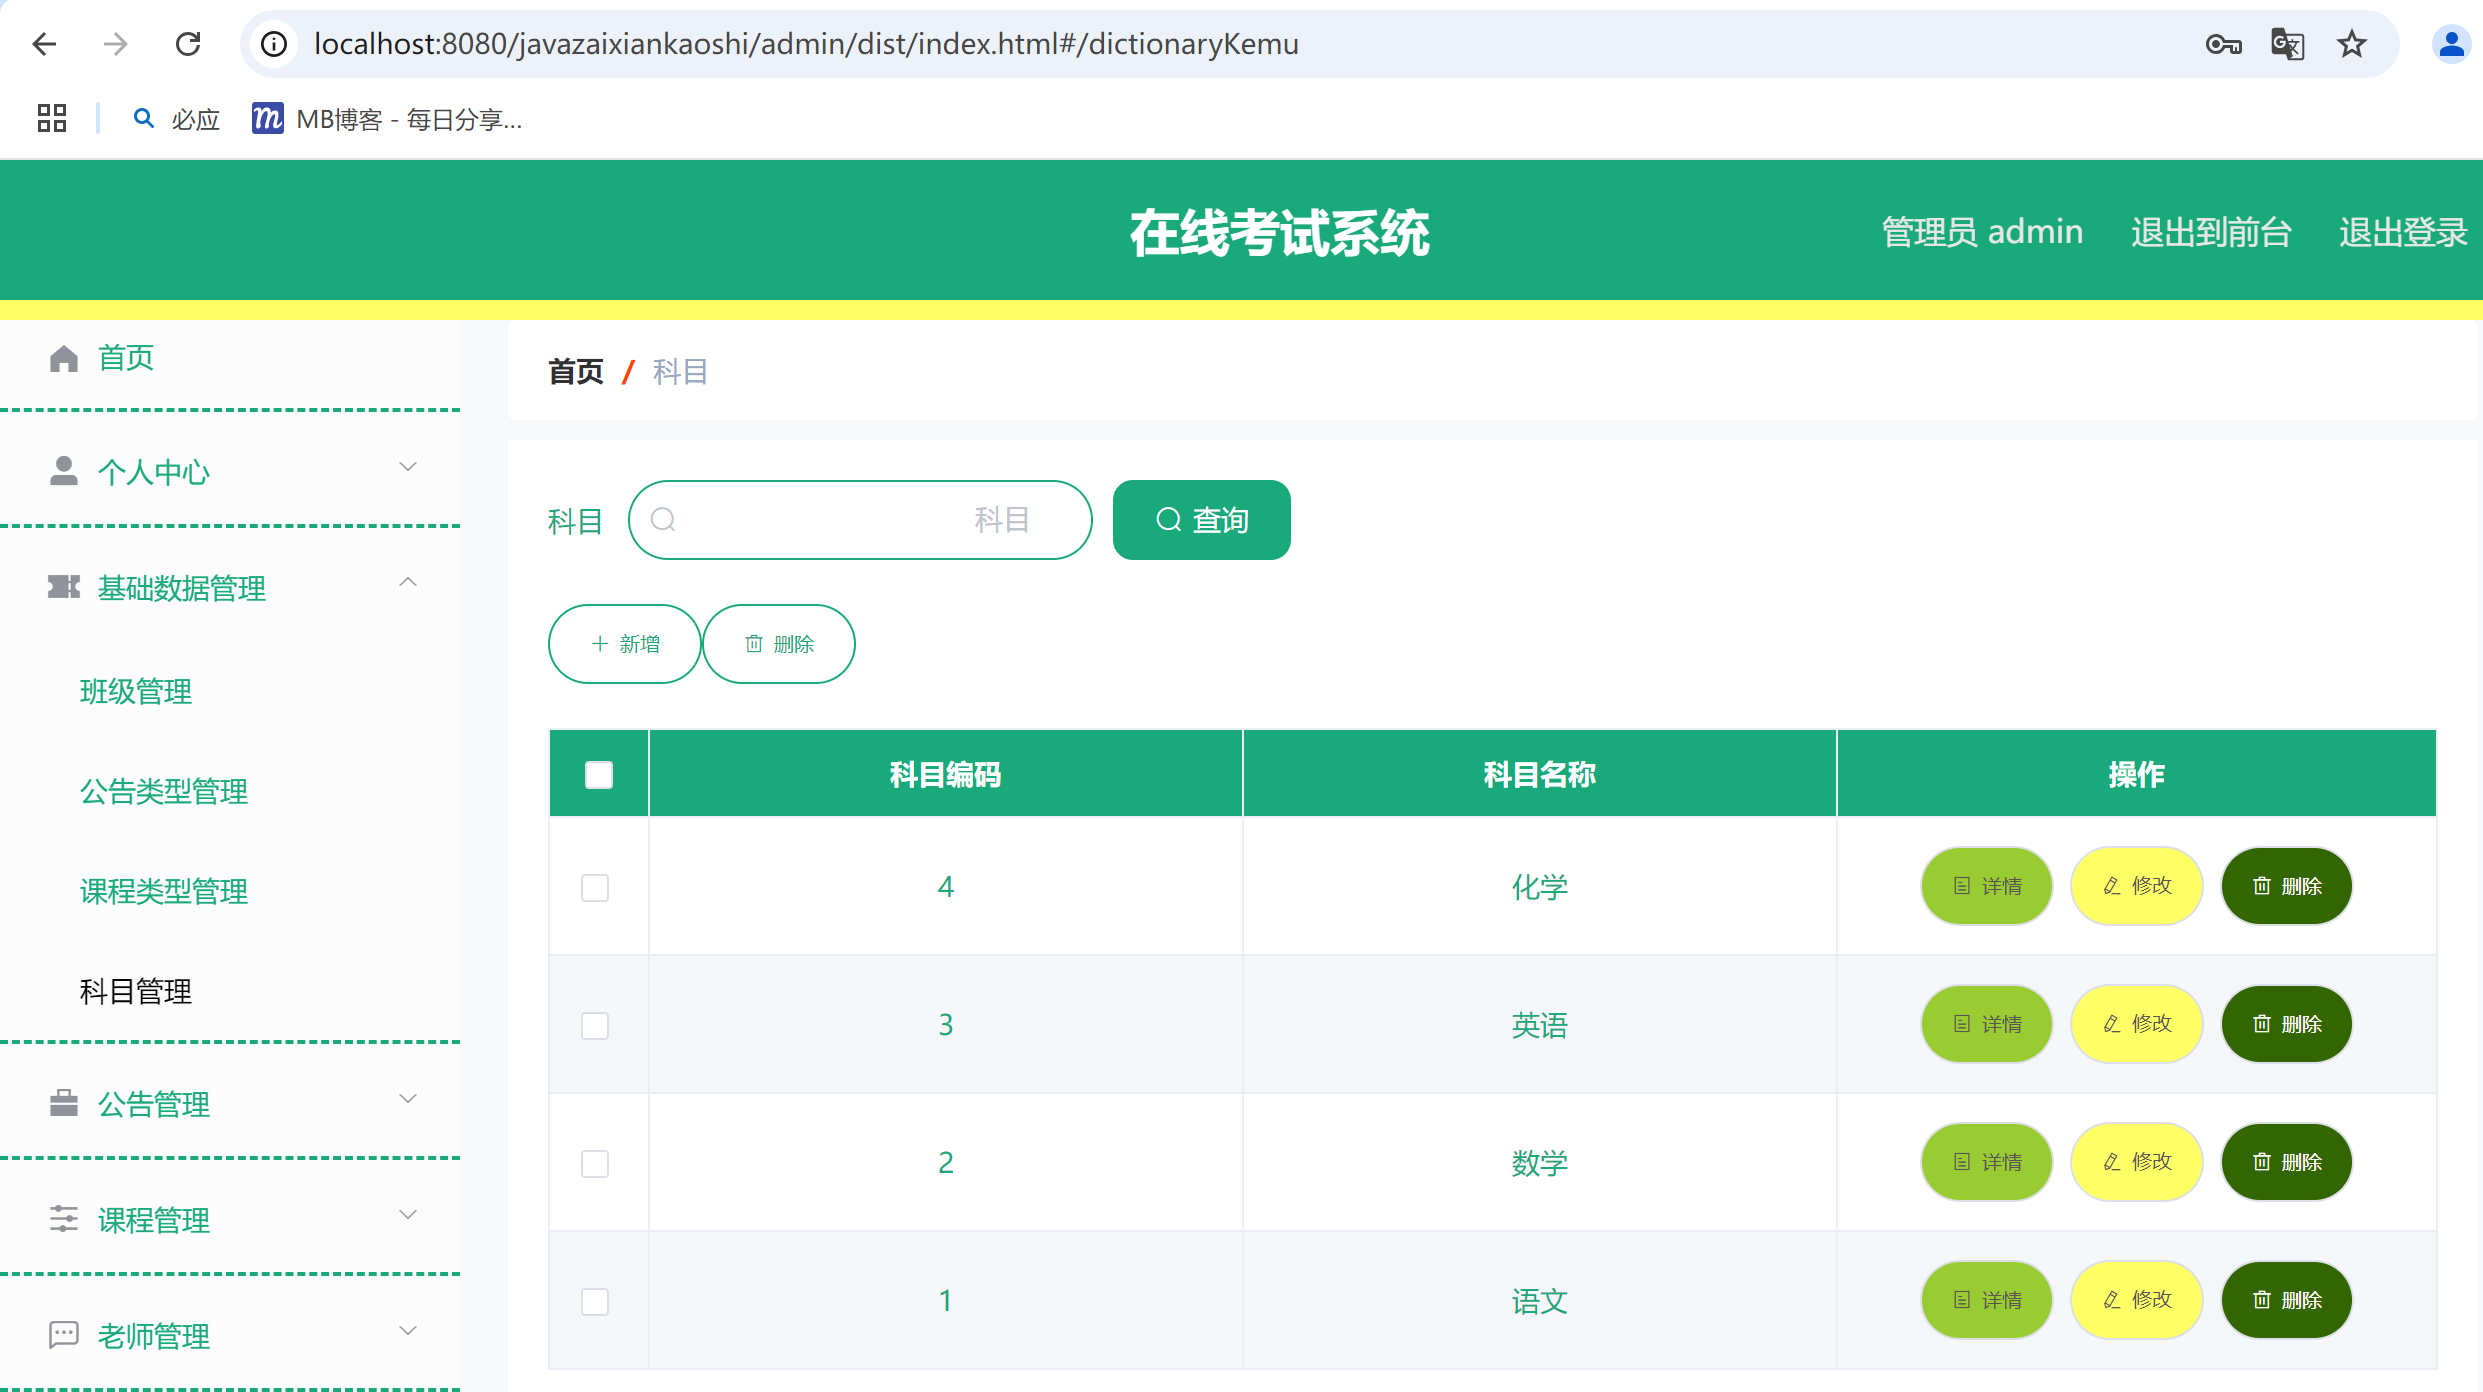 localhost:8080/javazaixiankaoshi/admin/dist/index.html#/dictionaryKemu
必应 MB博客 - 每日分享...
在线考试系统
管理员 admin 退出到前台 退出登录
首页
个人中心
基础数据管理
班级管理
公告类型管理
课程类型管理
科目管理
公告管理
课程管理
老师管理
首页 / 科目
科目 科目 查询
新增 删除
科目编码 科目名称 操作
4 化学 详情 修改 删除
3 英语 详情 修改 删除
2 数学 详情 修改 删除
1 语文 详情 修改 删除